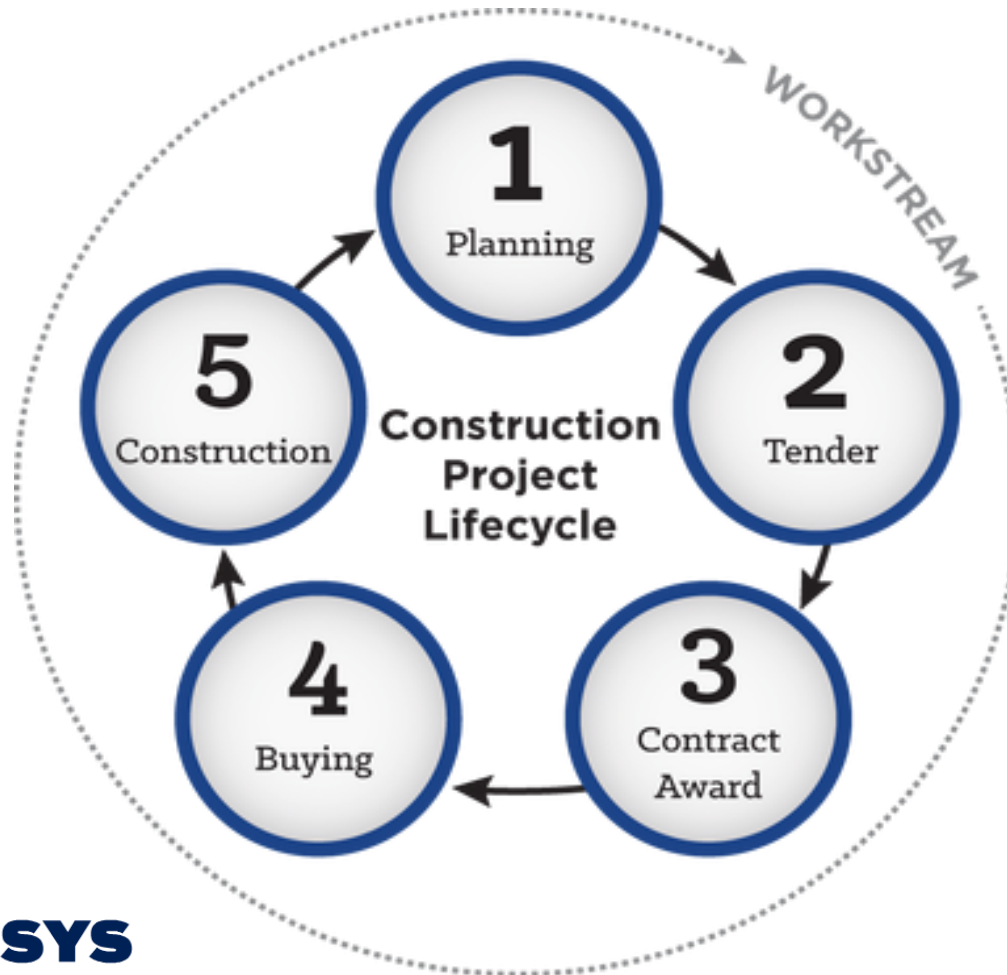 WORKSTREAM
1
Planning
2
Tender
3
Contract
Award
4
Buying
5
Construction
Construction
Project
Lifecycle
SYS